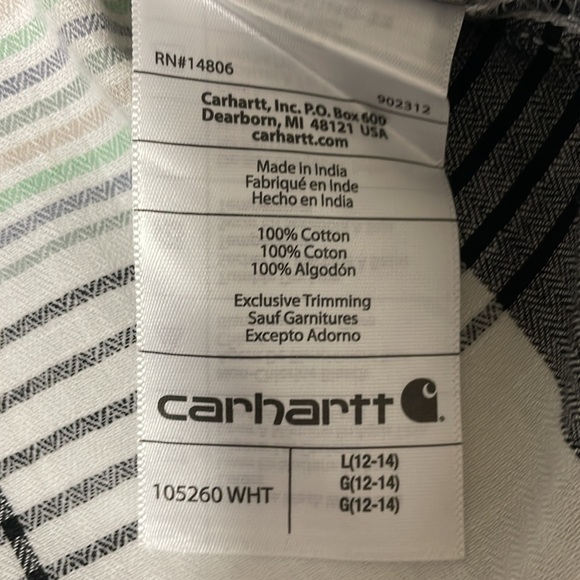 RN#14806
902312
Carhartt, Inc. P.O. Box 600
Dearborn, MI 48121 USA
carhartt.com
Made in India
Fabriqué en Inde
Hecho en India
100% Cotton
100% Coton
100% Algodón
Exclusive Trimming
Sauf Garnitures
Excepto Adorno
carhartt
105260 WHT
L(12-14)
G(12-14)
G(12-14)